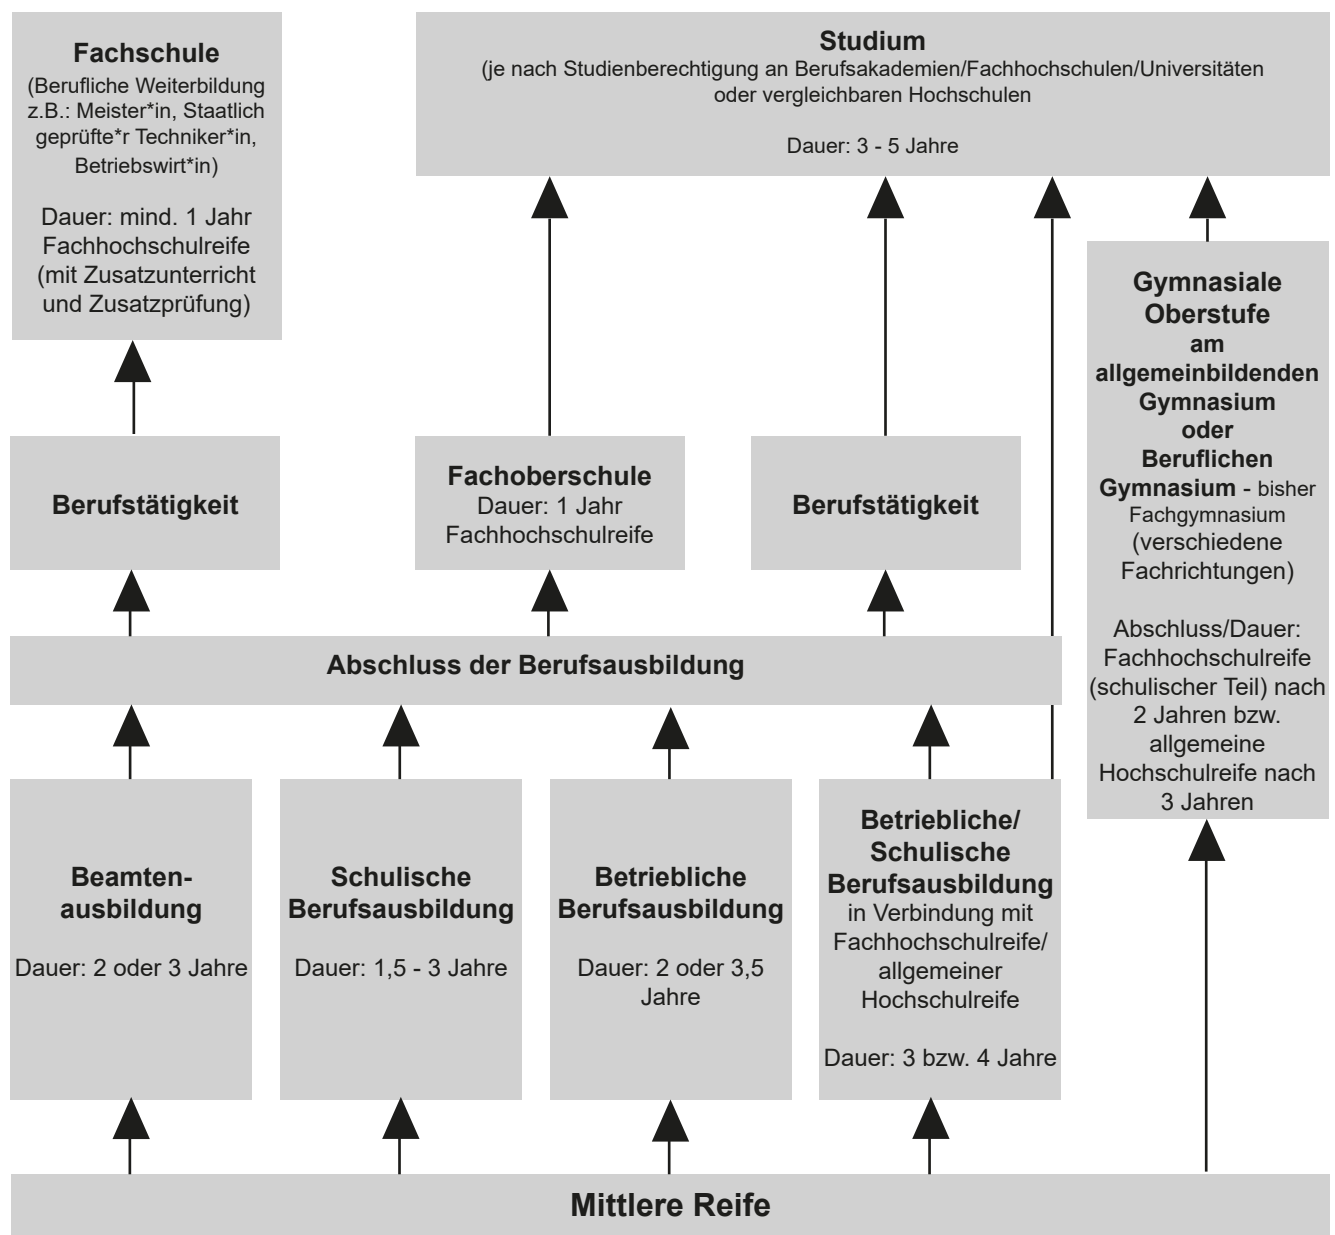 Fachschule
(Berufliche Weiterbildung
z.B.: Meister*in, Staatlich
geprüfte*r Techniker*in,
Betriebswirt*in)
Dauer: mind. 1 Jahr
Fachhochschulreife
(mit Zusatzunterricht
und Zusatzprüfung)
Studium
(je nach Studienberechtigung an Berufsakademien/Fachhochschulen/Universitäten
oder vergleichbaren Hochschulen
Dauer: 3 - 5 Jahre
Gymnasiale
Oberstufe
am
allgemeinbildenden
Gymnasium
oder
Beruflichen
Gymnasium - bisher
Fachgymnasium
(verschiedene
Fachrichtungen)
Abschluss/Dauer:
Fachhochschulreife
(schulischer Teil) nach
2 Jahren bzw.
allgemeine
Hochschulreife nach
3 Jahren
Berufstätigkeit
Fachoberschule
Dauer: 1 Jahr
Fachhochschulreife
Berufstätigkeit
Abschluss der Berufsausbildung
Beamten-
ausbildung
Dauer: 2 oder 3 Jahre
Schulische
Berufsausbildung
Dauer: 1,5 - 3 Jahre
Betriebliche
Berufsausbildung
Dauer: 2 oder 3,5
Jahre
Betriebliche/
Schulische
Berufsausbildung
in Verbindung mit
Fachhochschulreife/
allgemeiner
Hochschulreife
Dauer: 3 bzw. 4 Jahre
Mittlere Reife